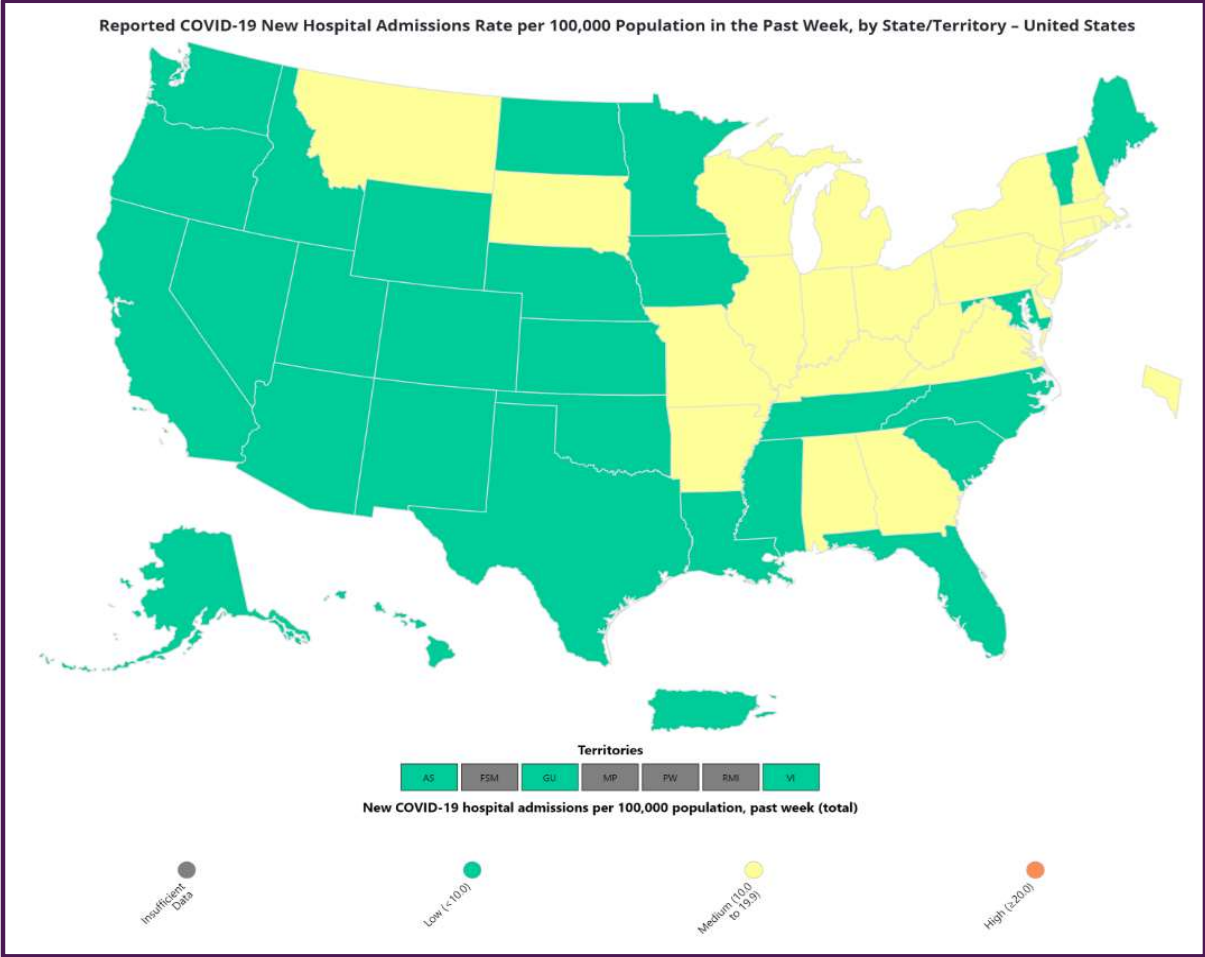 Reported COVID-19 New Hospital Admissions Rate per 100,000 Population in the Past Week, by State/Territory – United States
Territories
AS FSM GU MP PW RMI VI
New COVID-19 hospital admissions per 100,000 population, past week (total)
Insufficient
Data
Low (<10.0)
Medium (10.0
to 19.9)
High (≥20.0)